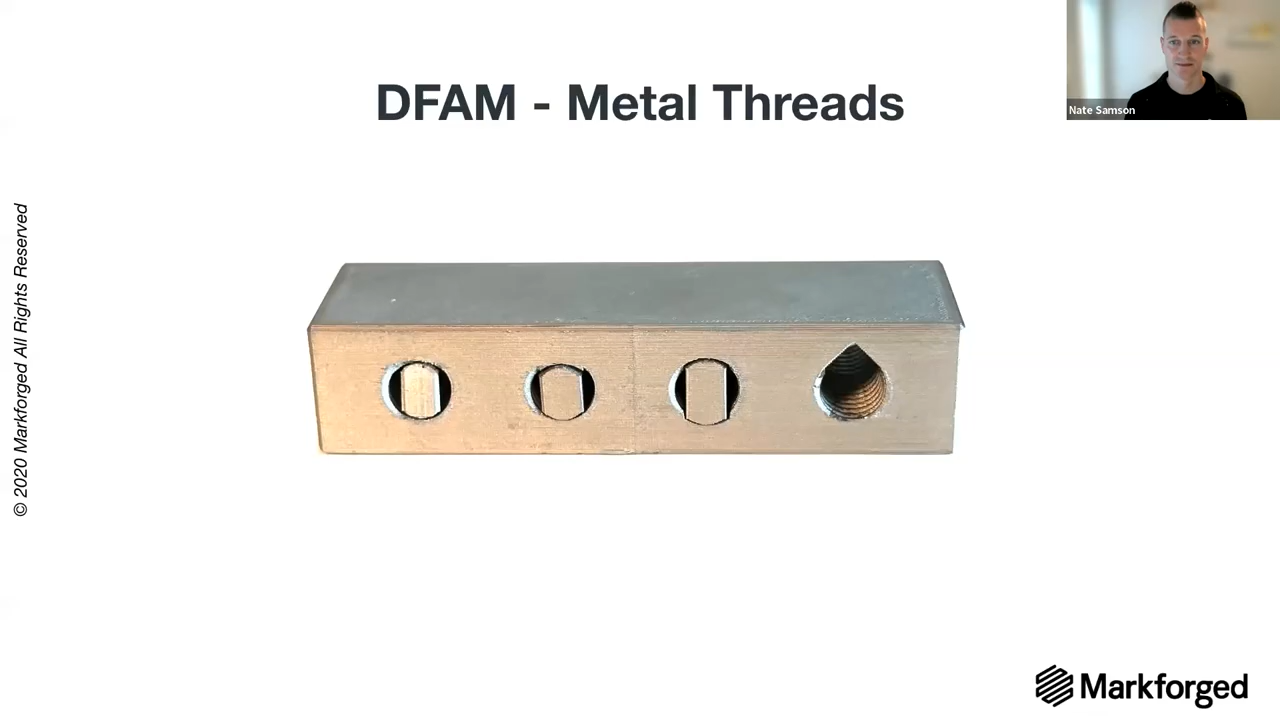 DFAM - Metal Threads
Nate Samson
© 2020 Markforged All Rights Reserved
Markforged